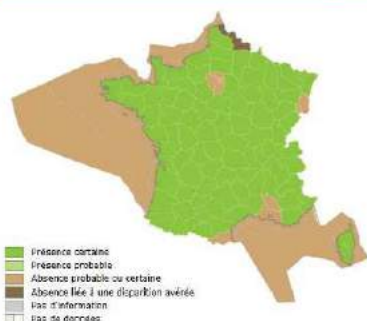 Présence certaine
Présence probable
Absence probable ou certaine
Absence liée à une disparition avérée
Pas d'information
Pas de données